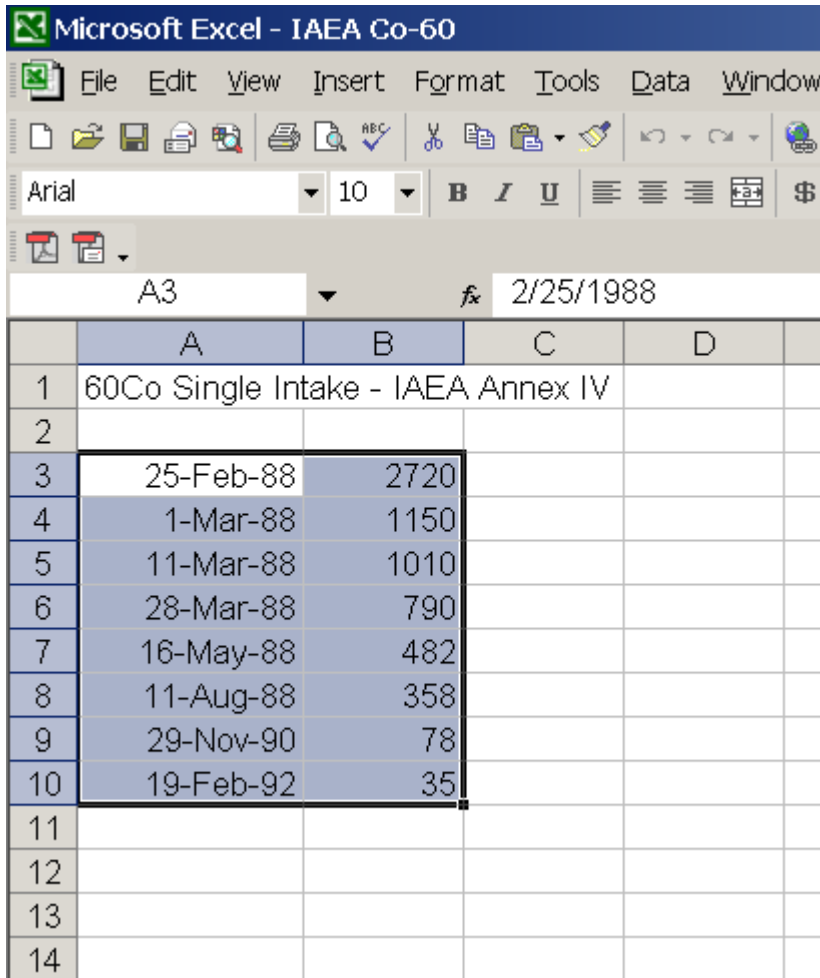 Microsoft Excel - IAEA Co-60
File Edit View Insert Format Tools Data Window
ABC
Arial 10 B I U $
A3 fx 2/25/1988
A B C D
1 60Co Single Intake - IAEA Annex IV
2
3 25-Feb-88 2720
4 1-Mar-88 1150
5 11-Mar-88 1010
6 28-Mar-88 790
7 16-May-88 482
8 11-Aug-88 358
9 29-Nov-90 78
10 19-Feb-92 35
11
12
13
14